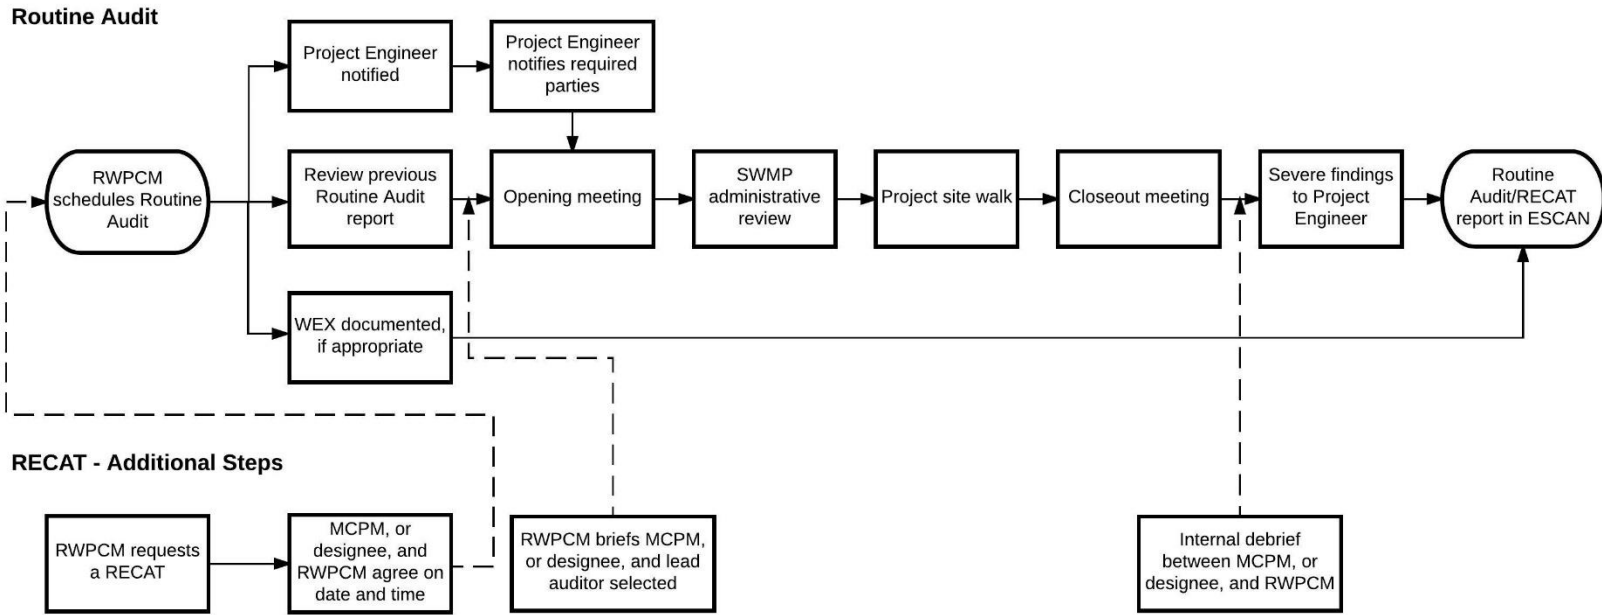 Routine Audit
Project Engineer
notified
Project Engineer
notifies required
parties
RWPCM
schedules Routine
Audit
Review previous
Routine Audit
report
Opening meeting
SWMP
administrative
review
Project site walk
Closeout meeting
Severe findings
to Project
Engineer
Routine
Audit/RECAT
report in ESCAN
WEX documented,
if appropriate
RECAT - Additional Steps
RWPCM requests
a RECAT
MCPM, or
designee, and
RWPCM agree on
date and time
RWPCM briefs MCPM,
or designee, and lead
auditor selected
Internal debrief
between MCPM, or
designee, and RWPCM